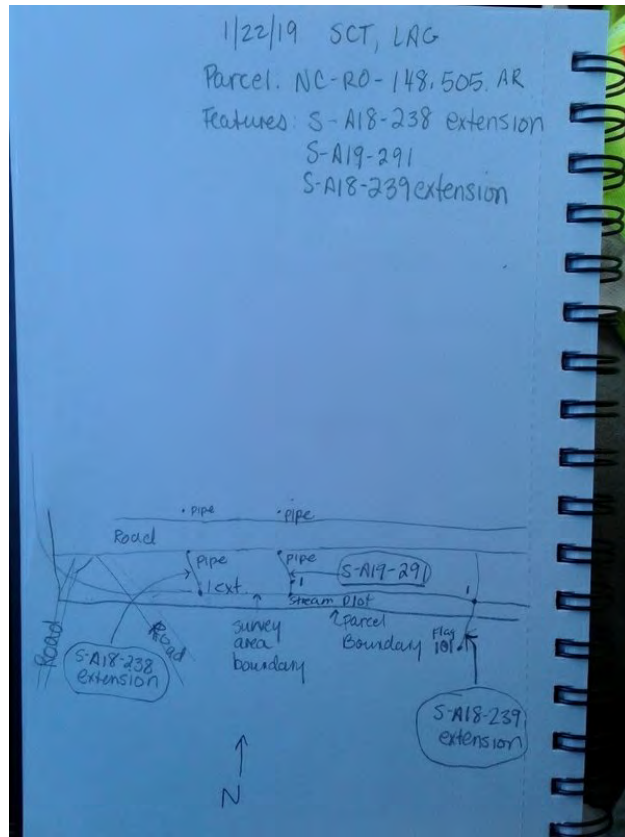 1/22/19 SCT, LAG
Parcel: NC-RO-148.505.AR
Features: S-A18-238 extension
S-A19-291
S-A18-239 extension
pipe
pipe
Road
pipe
pipe
S-A19-291
1 ext.
1
1
Stream Plot
Road
Road
survey
area
boundary
Parcel
Boundary
Flag
101
S-A18-238
extension
S-A18-239
extension
N